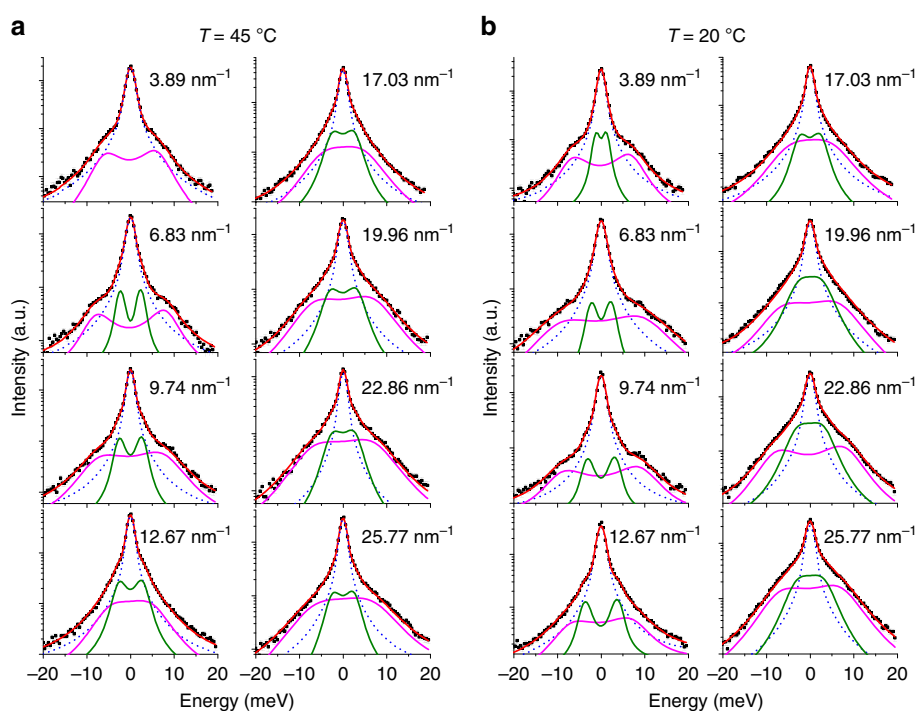 a
T = 45 °C
b
T = 20 °C
3.89 nm⁻¹
17.03 nm⁻¹
3.89 nm⁻¹
17.03 nm⁻¹
6.83 nm⁻¹
19.96 nm⁻¹
6.83 nm⁻¹
19.96 nm⁻¹
Intensity (a.u.)
Intensity (a.u.)
9.74 nm⁻¹
22.86 nm⁻¹
9.74 nm⁻¹
22.86 nm⁻¹
12.67 nm⁻¹
25.77 nm⁻¹
12.67 nm⁻¹
25.77 nm⁻¹
−20 −10 0 10 20 −10 0 10 20
−20 −10 0 10 20 −10 0 10 20
Energy (meV) Energy (meV)
Energy (meV) Energy (meV)